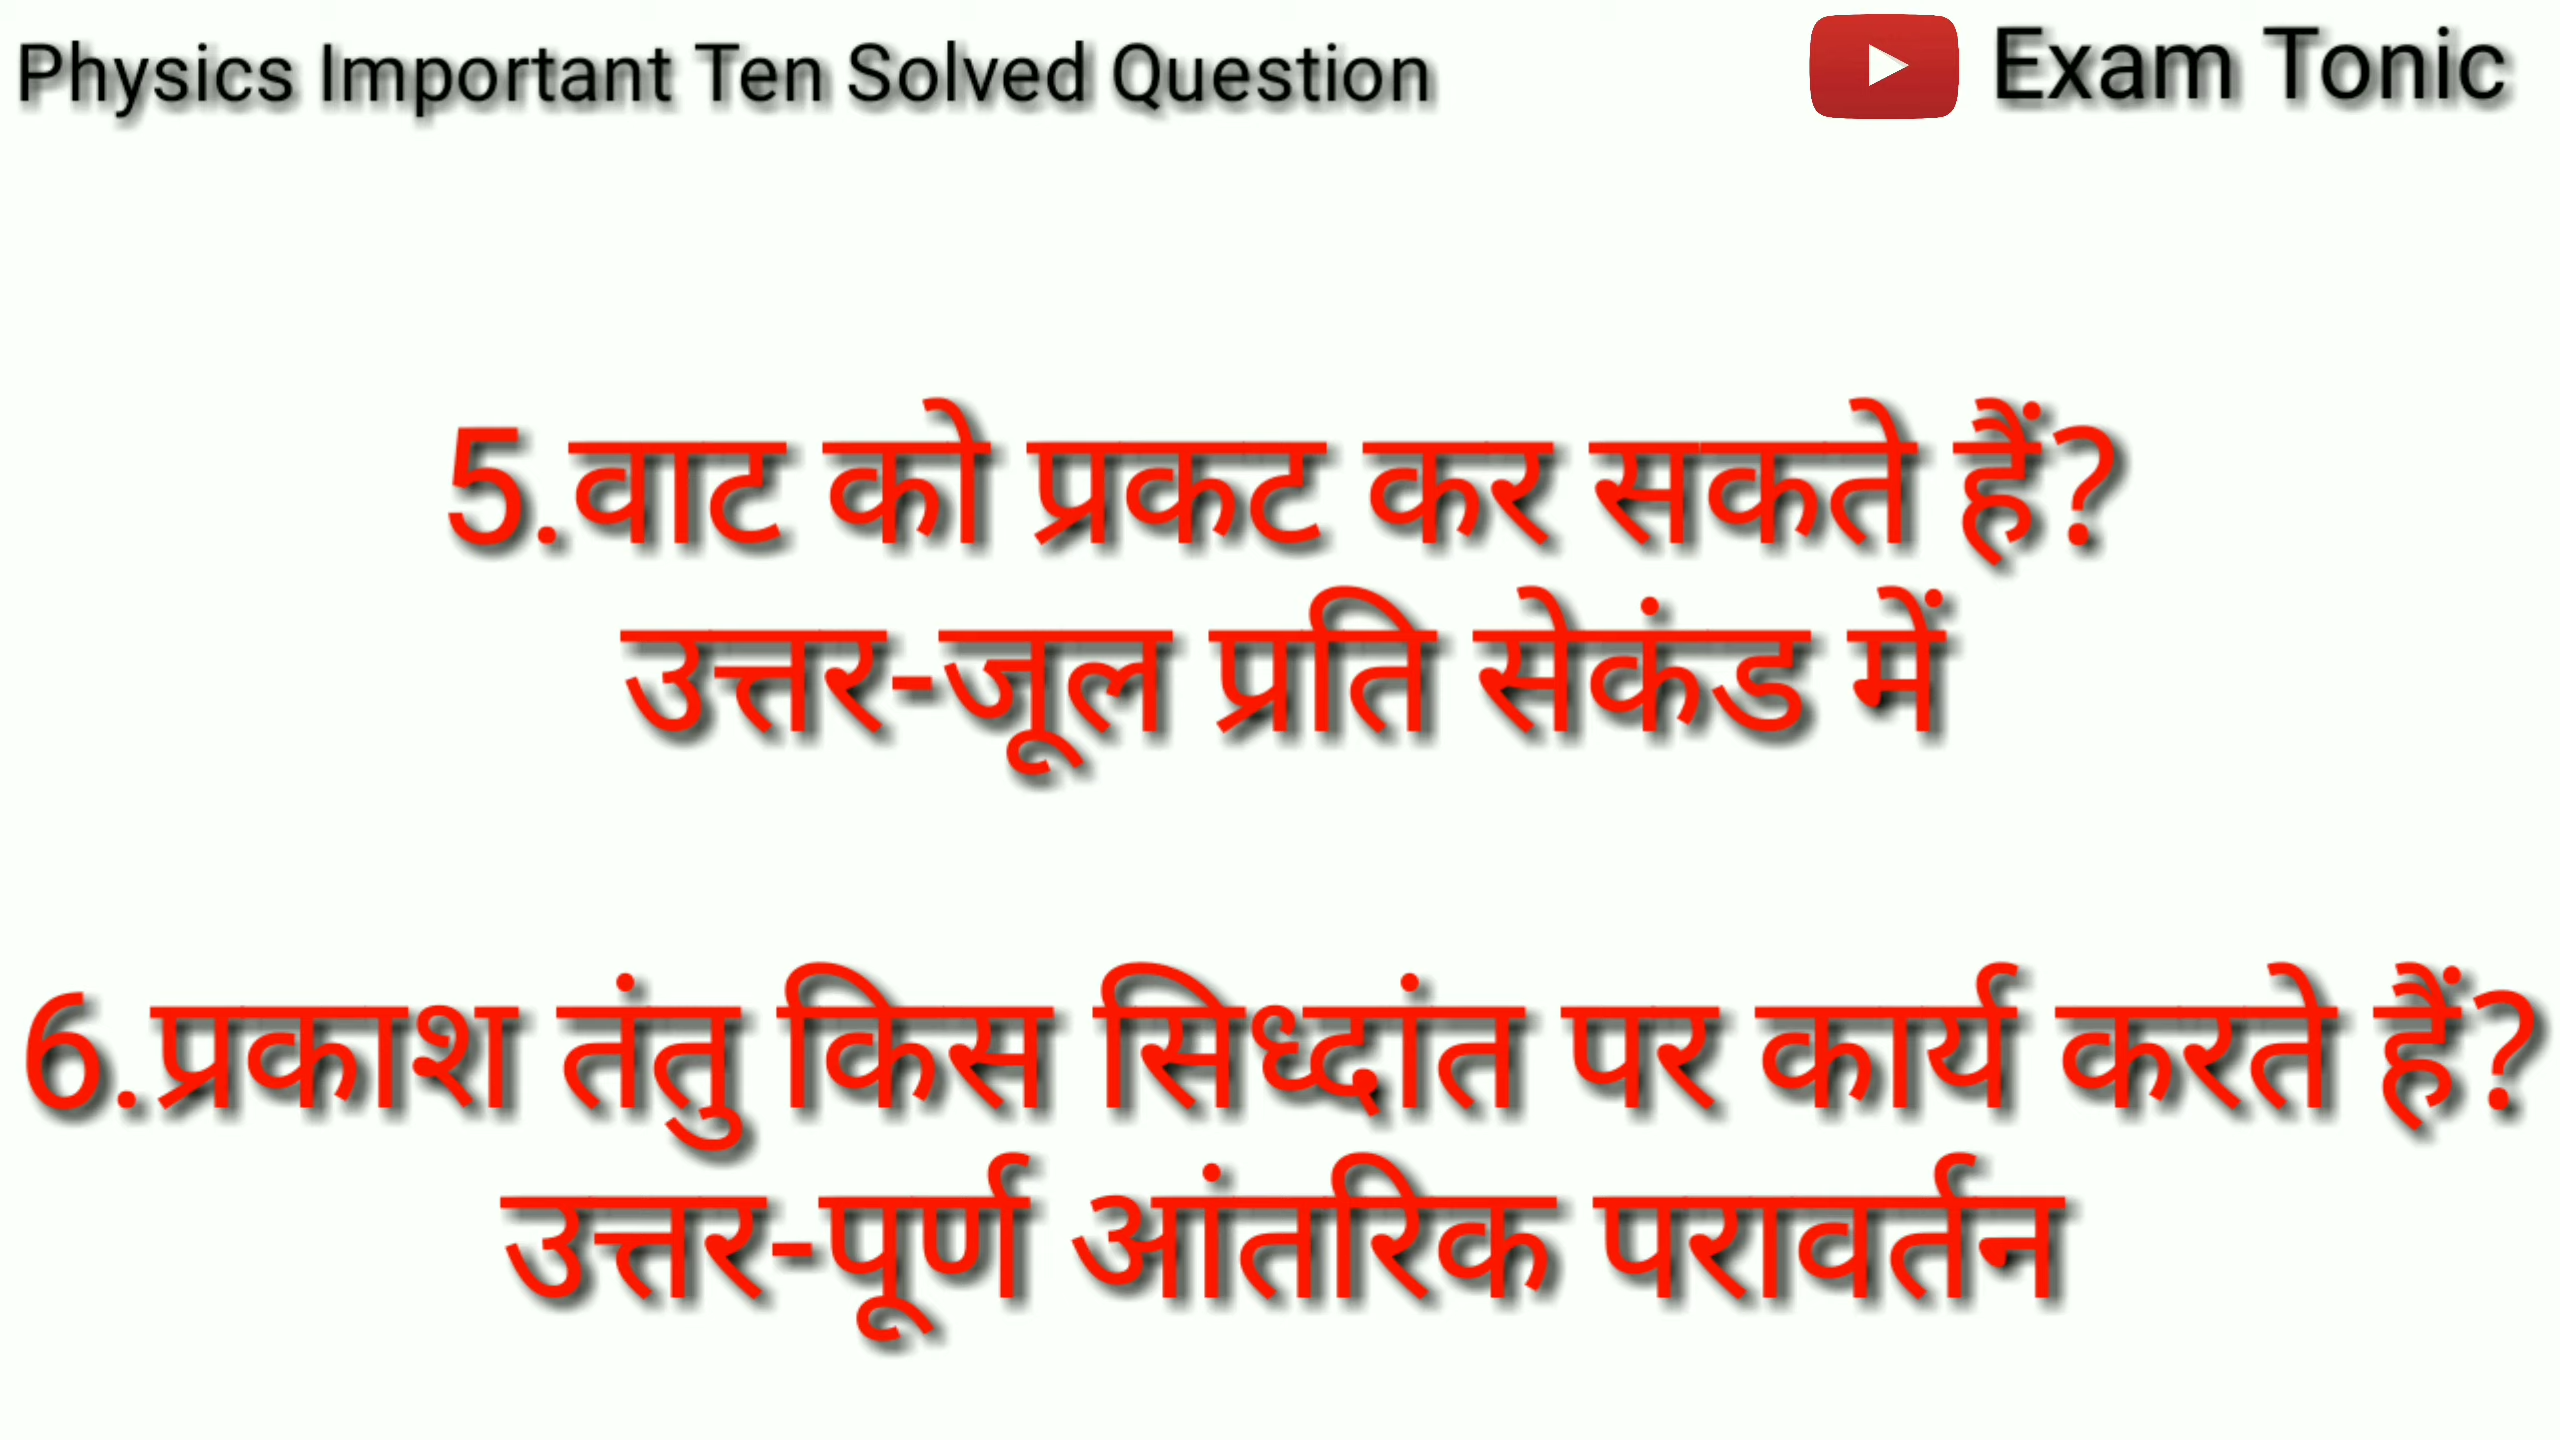 Physics Important Ten Solved Question
Exam Tonic
5.वाट को प्रकट कर सकते हैं?
उत्तर-जूल प्रति सेकंड में
6.प्रकाश तंतु किस सिध्दांत पर कार्य करते हैं?
उत्तर-पूर्ण आंतरिक परावर्तन